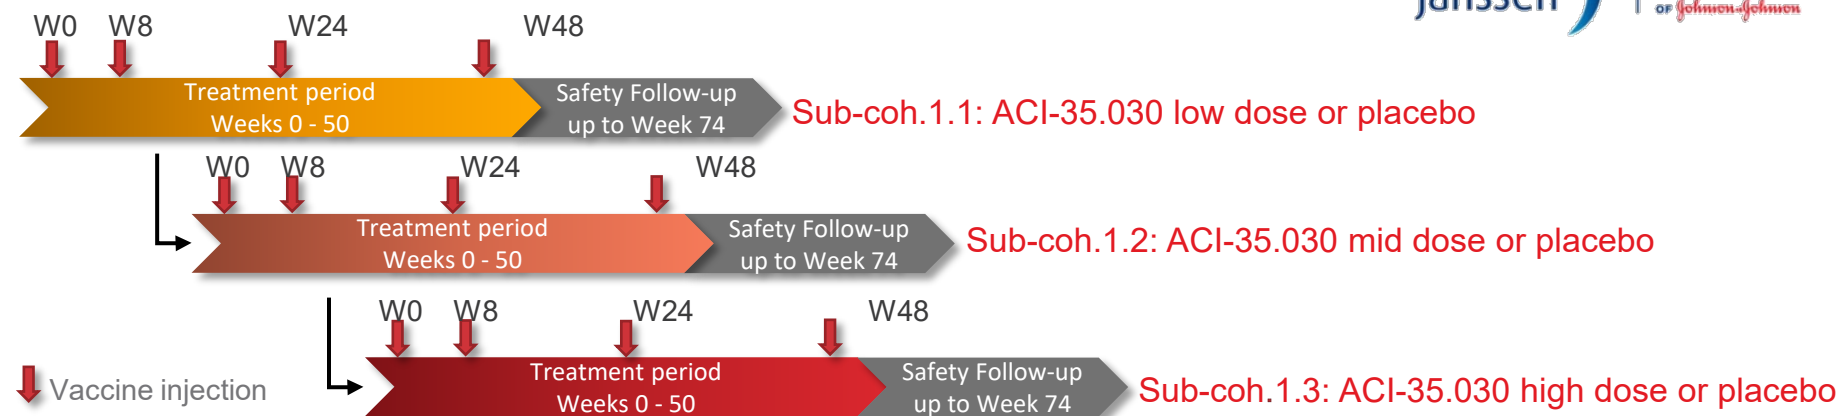 janssen
OF Johnson & Johnson
W0 W8 W24 W48
Treatment period
Weeks 0 - 50
Safety Follow-up
up to Week 74
Sub-coh.1.1: ACI-35.030 low dose or placebo
W0 W8 W24 W48
Treatment period
Weeks 0 - 50
Safety Follow-up
up to Week 74
Sub-coh.1.2: ACI-35.030 mid dose or placebo
W0 W8 W24 W48
Treatment period
Weeks 0 - 50
Safety Follow-up
up to Week 74
Sub-coh.1.3: ACI-35.030 high dose or placebo
Vaccine injection